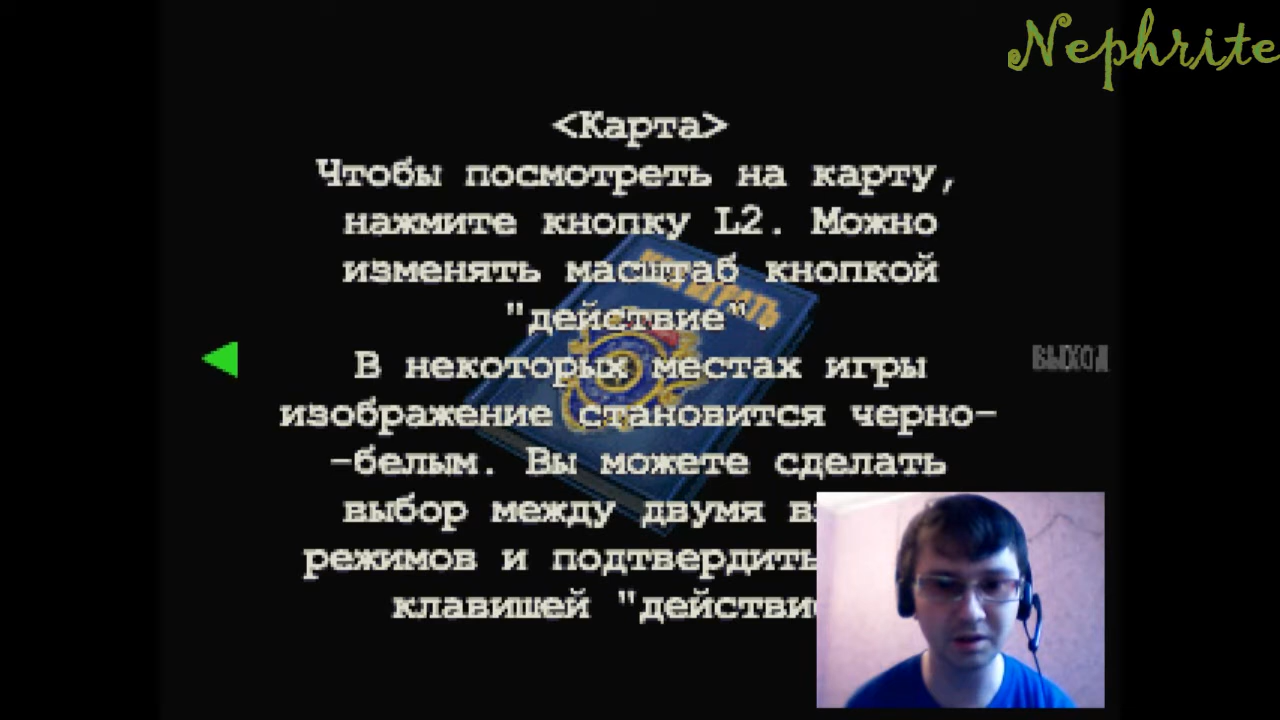 Nephrite
<Карта>
Чтобы посмотреть на карту,
нажмите кнопку L2. Можно
изменять масштаб кнопкой
"действие".
В некоторых местах игры
изображение становится черно-
-белым. Вы можете сделать
выбор между двумя
режимов и подтвердить
клавишей "действие
ВЫХОД